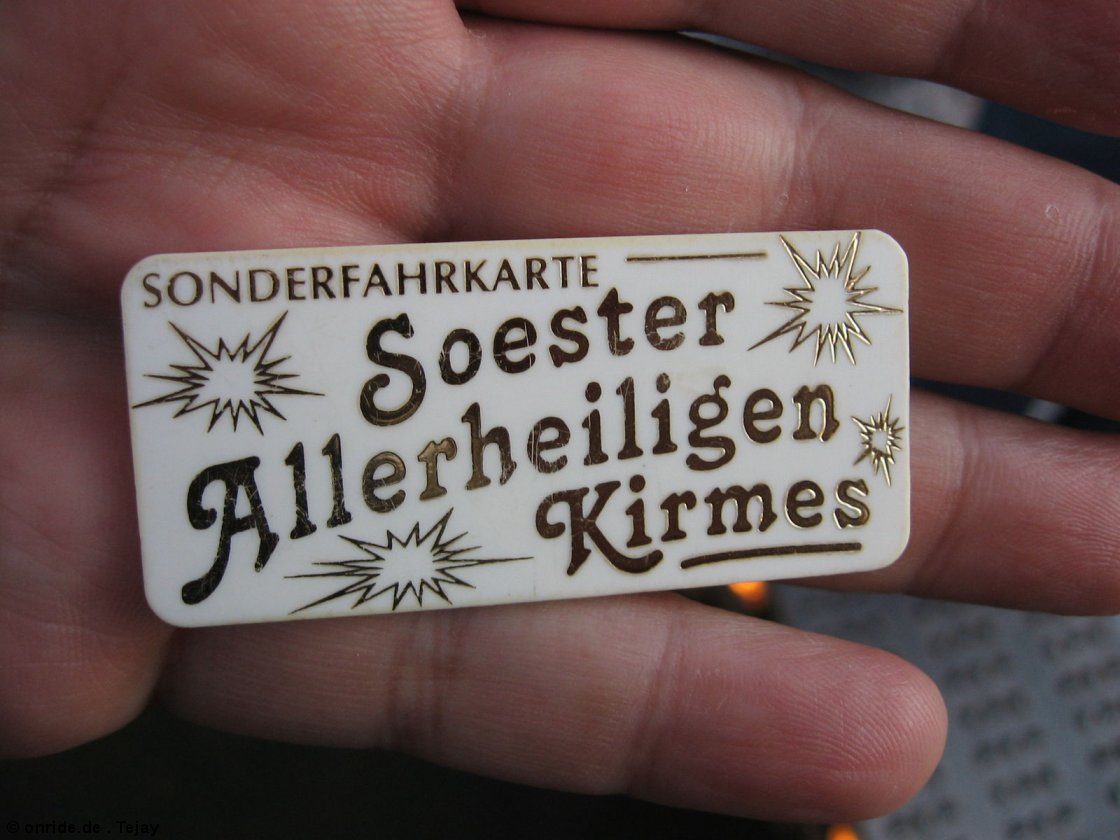 SONDERFAHRKARTE
Soester
Allerheiligen
Kirmes
© onride.de . Tejay